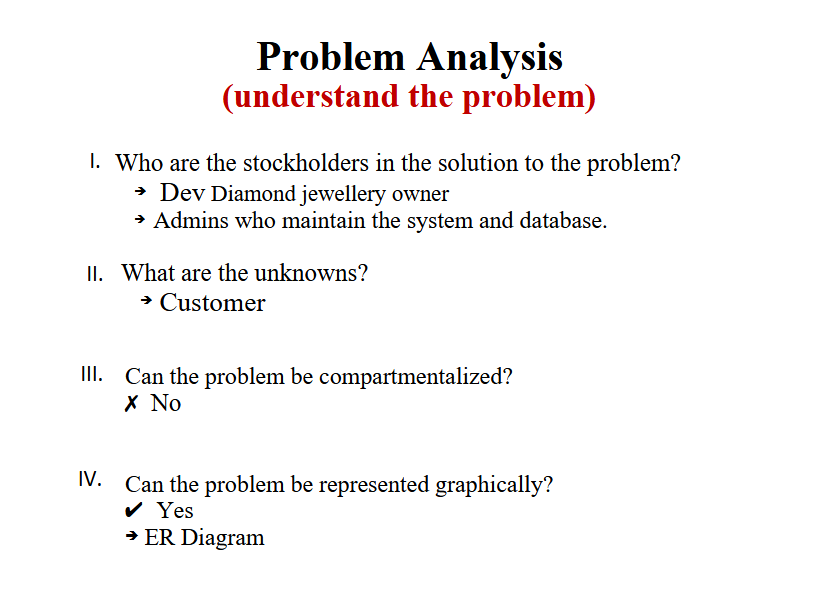 Problem Analysis
(understand the problem)
I. Who are the stockholders in the solution to the problem?
➔ Dev Diamond jewellery owner
➔ Admins who maintain the system and database.
II. What are the unknowns?
➔ Customer
III. Can the problem be compartmentalized?
✗ No
IV. Can the problem be represented graphically?
✔ Yes
➔ ER Diagram